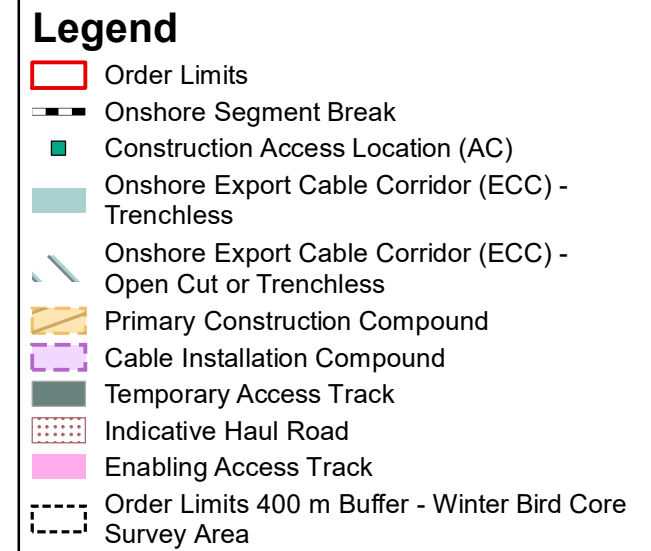 Legend
Order Limits
Onshore Segment Break
Construction Access Location (AC)
Onshore Export Cable Corridor (ECC) -
Trenchless
Onshore Export Cable Corridor (ECC) -
Open Cut or Trenchless
Primary Construction Compound
Cable Installation Compound
Temporary Access Track
Indicative Haul Road
Enabling Access Track
Order Limits 400 m Buffer - Winter Bird Core
Survey Area